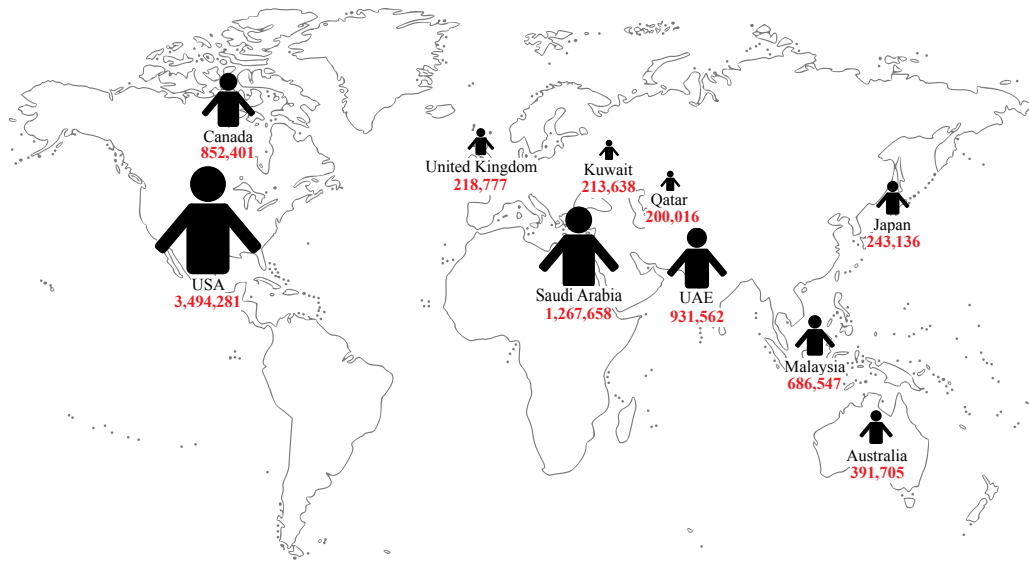 Canada
852,401
United Kingdom
218,777
Kuwait
213,638
Qatar
200,016
Japan
243,136
USA
3,494,281
Saudi Arabia
1,267,658
UAE
931,562
Malaysia
686,547
Australia
391,705